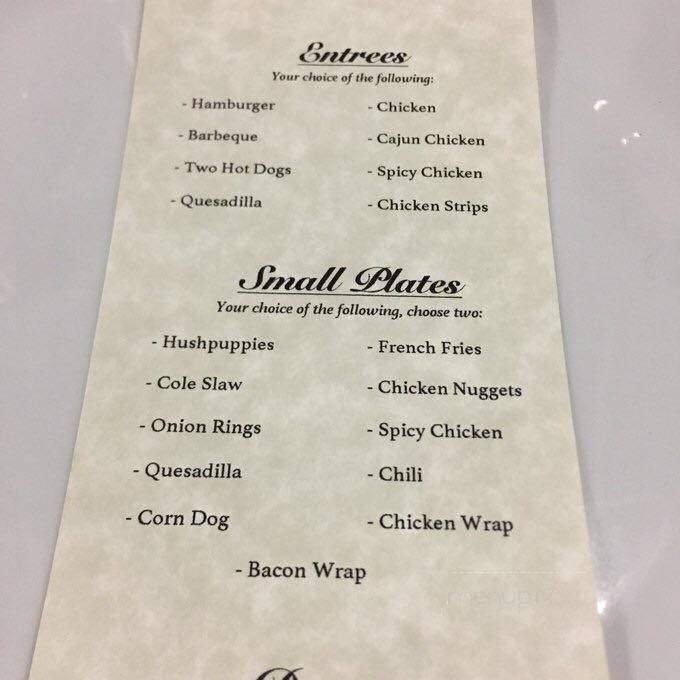 Entrees
Your choice of the following:
- Hamburger
- Barbeque
- Two Hot Dogs
- Quesadilla
- Chicken
- Cajun Chicken
- Spicy Chicken
- Chicken Strips
Small Plates
Your choice of the following, choose two:
- Hushpuppies
- Cole Slaw
- Onion Rings
- Quesadilla
- Corn Dog
- French Fries
- Chicken Nuggets
- Spicy Chicken
- Chili
- Chicken Wrap
- Bacon Wrap